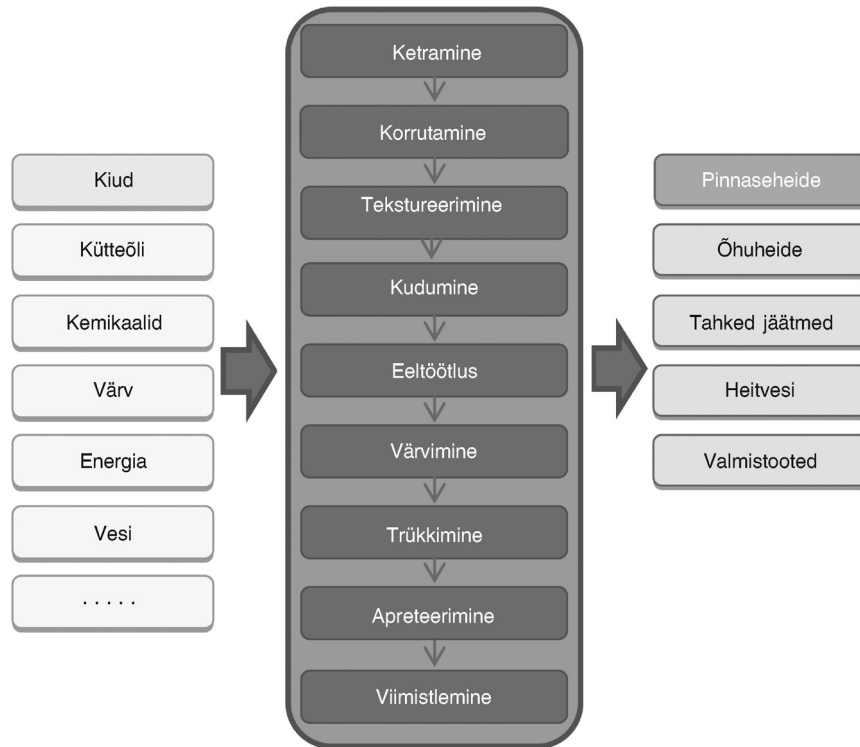 Kiud
Kütteõli
Kemikaalid
Värv
Energia
Vesi
. . . . .
Ketramine
Korrutamine
Tekstureerimine
Kudumine
Eeltöötlus
Värvimine
Trükkimine
Apreteerimine
Viimistlemine
Pinnaseheide
Õhuheide
Tahked jäätmed
Heitvesi
Valmistooted